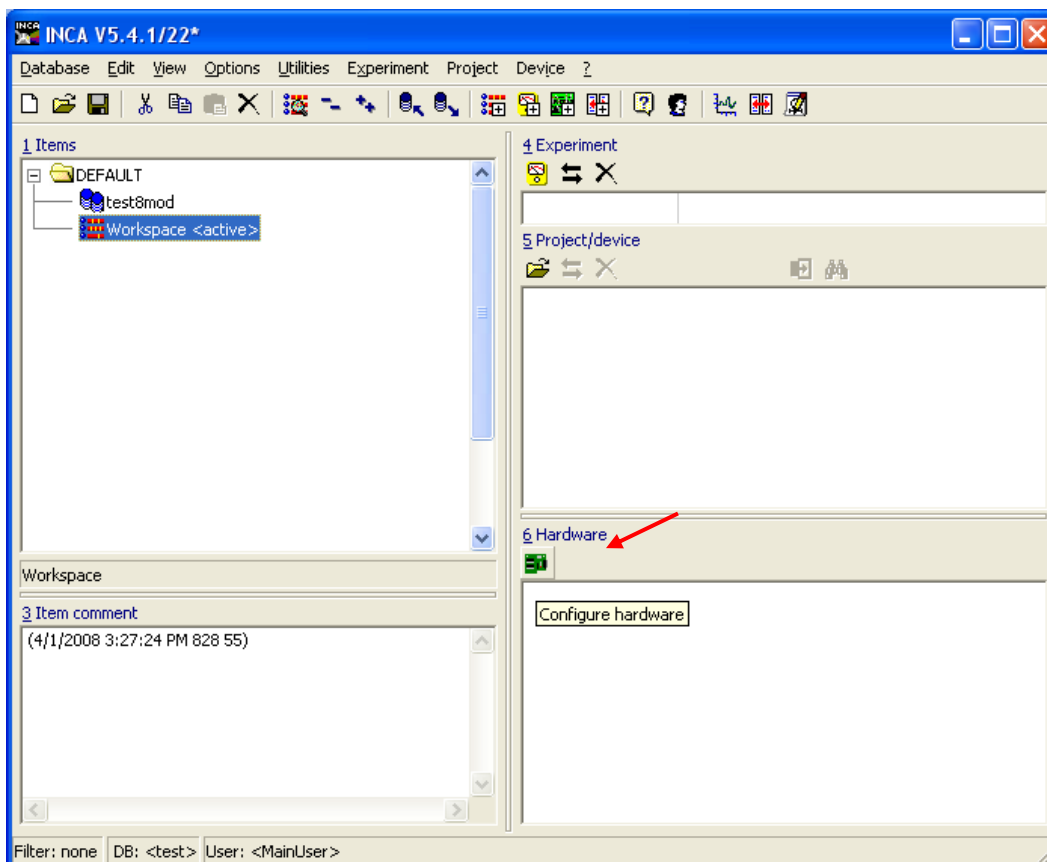 INCA V5.4.1/22*
Database Edit View Options Utilities Experiment Project Device ?
1 Items
DEFAULT
test8mod
Workspace <active>
Workspace
3 Item comment
(4/1/2008 3:27:24 PM 828 55)
4 Experiment
5 Project/device
6 Hardware
Configure hardware
Filter: none DB: <test> User: <MainUser>